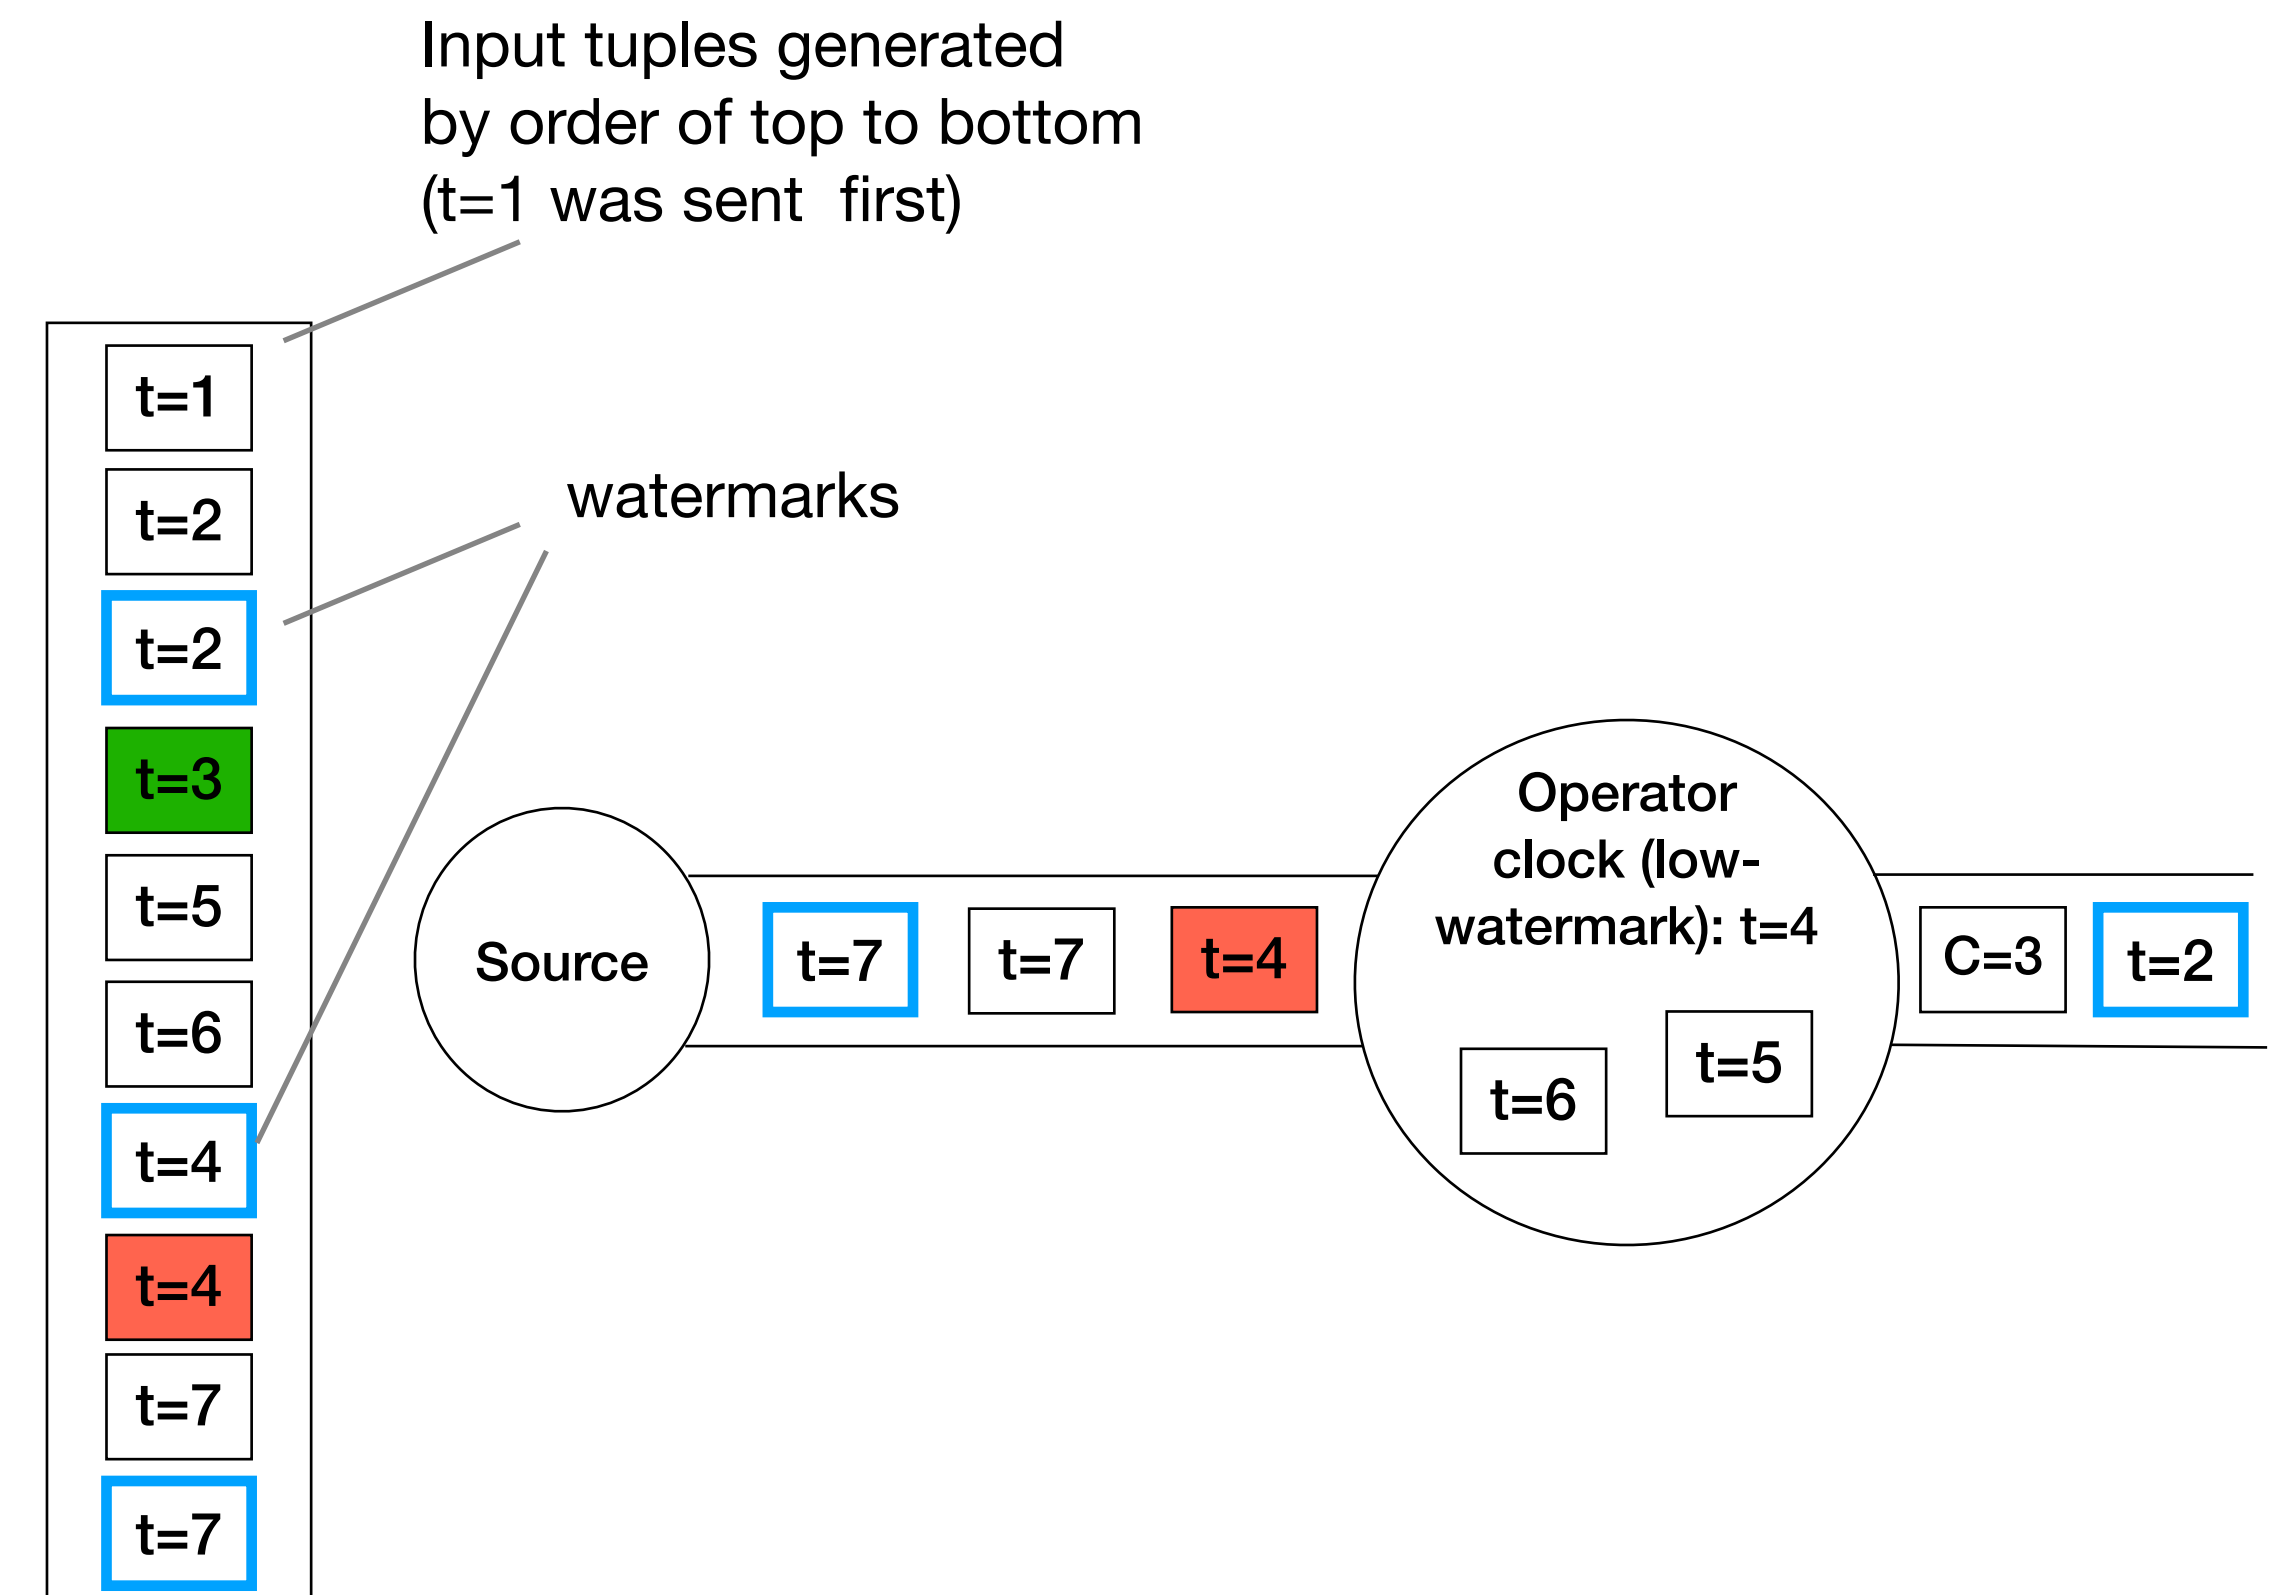 Input tuples generated
by order of top to bottom
(t=1 was sent first)
t=1
t=2
t=2
t=3
t=5
t=6
t=4
t=4
t=7
t=7
watermarks
Source
t=7
t=7
t=4
Operator
clock (low-
watermark): t=4
t=6
t=5
C=3
t=2